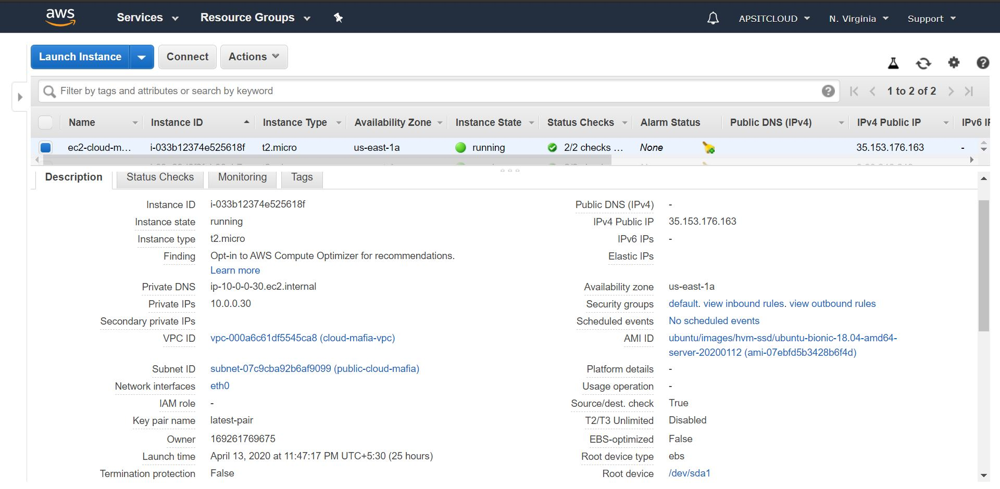 aws Services Resource Groups APSITCLOUD N. Virginia Support
Launch Instance Connect Actions
Filter by tags and attributes or search by keyword 1 to 2 of 2
Name Instance ID Instance Type Availability Zone Instance State Status Checks Alarm Status Public DNS (IPv4) IPv4 Public IP IPv6
ec2-cloud-m... i-033b12374e525618f t2.micro us-east-1a running 2/2 checks ... None 35.153.176.163 -
Description Status Checks Monitoring Tags
Instance ID i-033b12374e525618f Public DNS (IPv4) -
Instance state running IPv4 Public IP 35.153.176.163
Instance type t2.micro IPv6 IPs -
Finding Opt-in to AWS Compute Optimizer for recommendations. Elastic IPs
Learn more
Private DNS ip-10-0-0-30.ec2.internal Availability zone us-east-1a
Private IPs 10.0.0.30 Security groups default. view inbound rules. view outbound rules
Secondary private IPs Scheduled events No scheduled events
VPC ID vpc-000a6c61df5545ca8 (cloud-mafia-vpc) AMI ID ubuntu/images/hvm-ssd/ubuntu-bionic-18.04-amd64-
server-20200112 (ami-07ebfd5b3428b6f4d)
Subnet ID subnet-07c9cba92b6af9099 (public-cloud-mafia) Platform details -
Network interfaces eth0 Usage operation -
IAM role - Source/dest. check True
Key pair name latest-pair T2/T3 Unlimited Disabled
Owner 169261769675 EBS-optimized False
Launch time April 13, 2020 at 11:47:17 PM UTC+5:30 (25 hours) Root device type ebs
Termination protection False Root device /dev/sda1